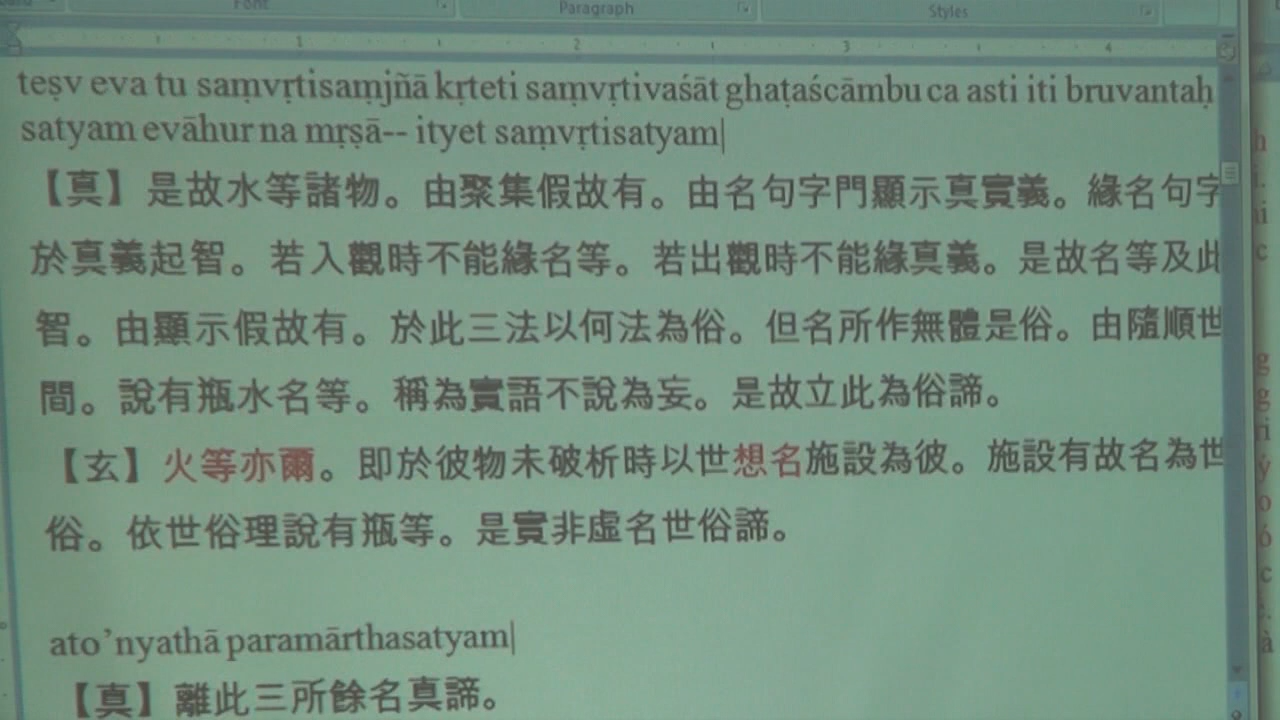 Font
Paragraph
Styles
1 2 3 4
teṣv eva tu saṃvṛtisaṃjñā kṛteti saṃvṛtivaśāt ghaṭaścāmbu ca asti iti bruvantaḥ
satyam evāhur na mṛṣā-- ityet saṃvṛtisatyam|
【真】是故水等諸物。由聚集假故有。由名句字門顯示真實義。緣名句字
於真義起智。若入觀時不能緣名等。若出觀時不能緣真義。是故名等及此
智。由顯示假故有。於此三法以何法為俗。但名所作無體是俗。由隨順世
間。說有瓶水名等。稱為實語不說為妄。是故立此為俗諦。
【玄】火等亦爾。即於彼物未破析時以世想名施設為彼。施設有故名為世
俗。依世俗理說有瓶等。是實非虛名世俗諦。
ato’nyathā paramārthasatyam|
【真】離此三所餘名真諦。